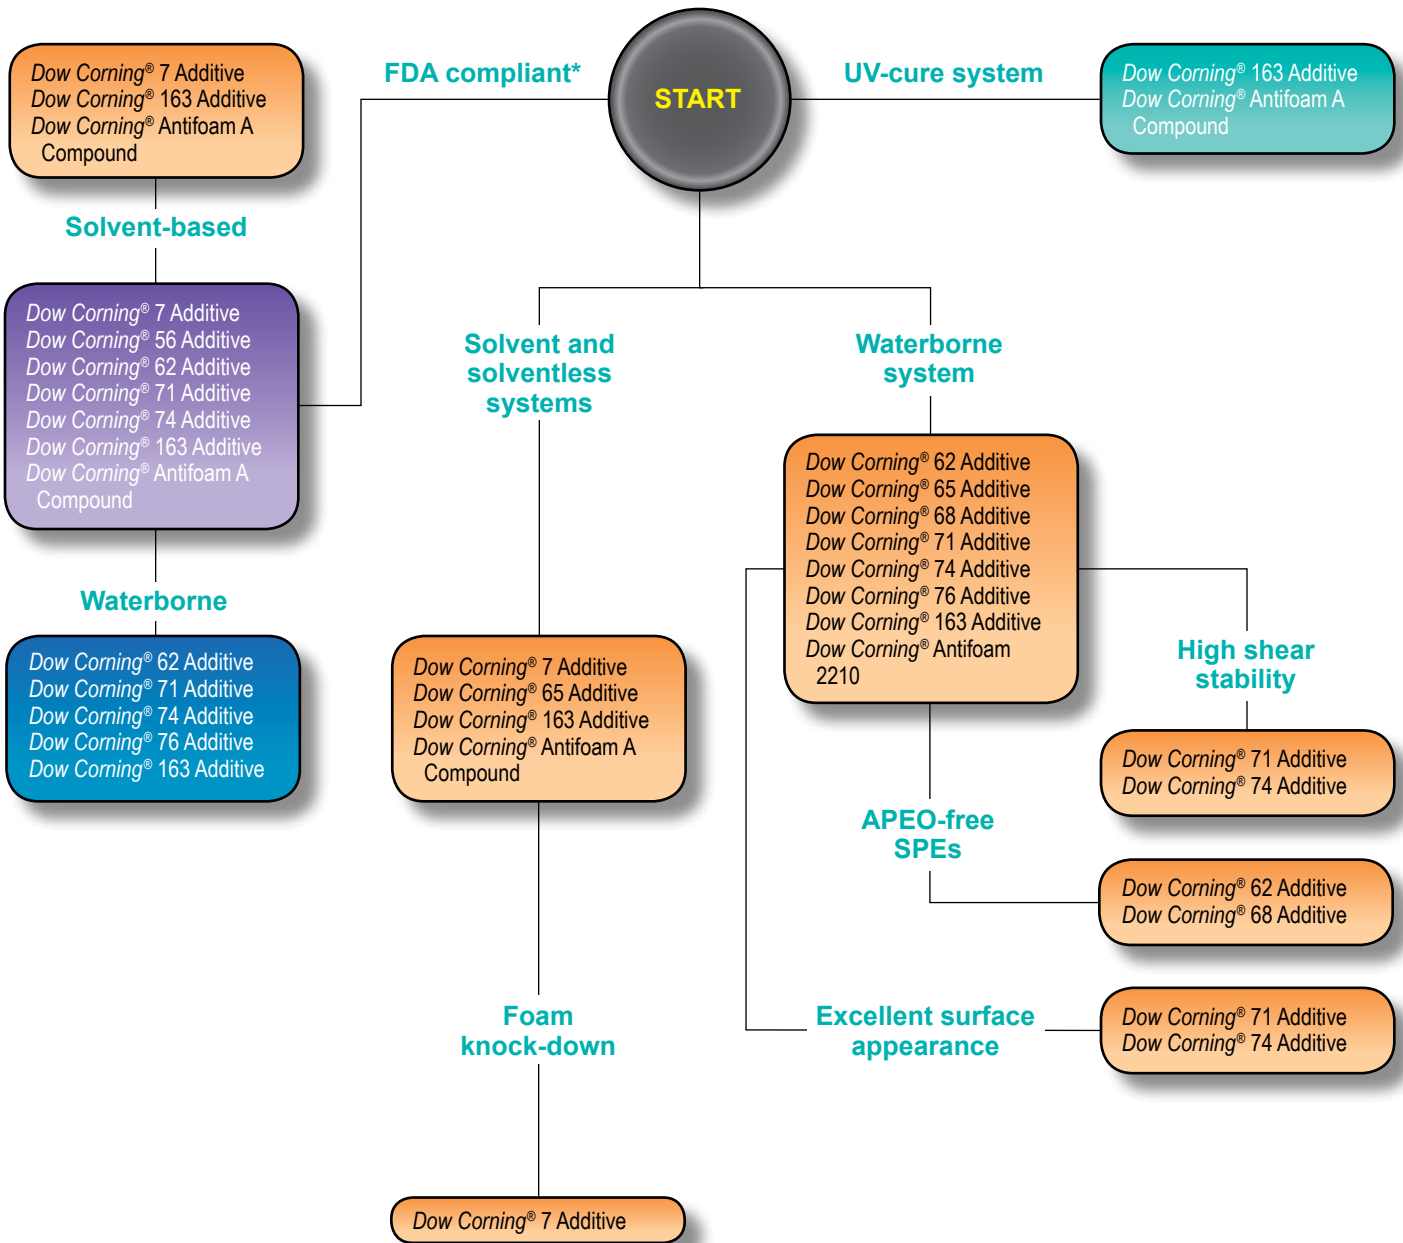 START
FDA compliant*
UV-cure system
Dow Corning® 7 Additive
Dow Corning® 163 Additive
Dow Corning® Antifoam A
Compound
Dow Corning® 163 Additive
Dow Corning® Antifoam A
Compound
Solvent-based
Dow Corning® 7 Additive
Dow Corning® 56 Additive
Dow Corning® 62 Additive
Dow Corning® 71 Additive
Dow Corning® 74 Additive
Dow Corning® 163 Additive
Dow Corning® Antifoam A
Compound
Waterborne
Dow Corning® 62 Additive
Dow Corning® 71 Additive
Dow Corning® 74 Additive
Dow Corning® 76 Additive
Dow Corning® 163 Additive
Solvent and
solventless
systems
Dow Corning® 7 Additive
Dow Corning® 65 Additive
Dow Corning® 163 Additive
Dow Corning® Antifoam A
Compound
Foam
knock-down
Dow Corning® 7 Additive
Waterborne
system
Dow Corning® 62 Additive
Dow Corning® 65 Additive
Dow Corning® 68 Additive
Dow Corning® 71 Additive
Dow Corning® 74 Additive
Dow Corning® 76 Additive
Dow Corning® 163 Additive
Dow Corning® Antifoam
2210
High shear
stability
Dow Corning® 71 Additive
Dow Corning® 74 Additive
APEO-free
SPEs
Dow Corning® 62 Additive
Dow Corning® 68 Additive
Excellent surface
appearance
Dow Corning® 71 Additive
Dow Corning® 74 Additive